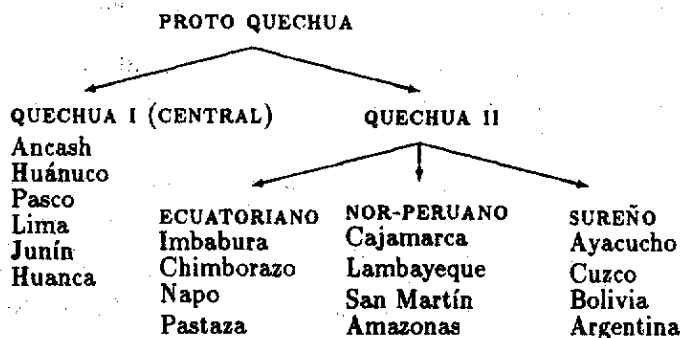 PROTO QUECHUA
QUECHUA I (CENTRAL)
Ancash
Huánuco
Pasco
Lima
Junín
Huanca
QUECHUA II
ECUATORIANO
Imbabura
Chimborazo
Napo
Pastaza
NOR-PERUANO
Cajamarca
Lambayeque
San Martín
Amazonas
SUREÑO
Ayacucho
Cuzco
Bolivia
Argentina